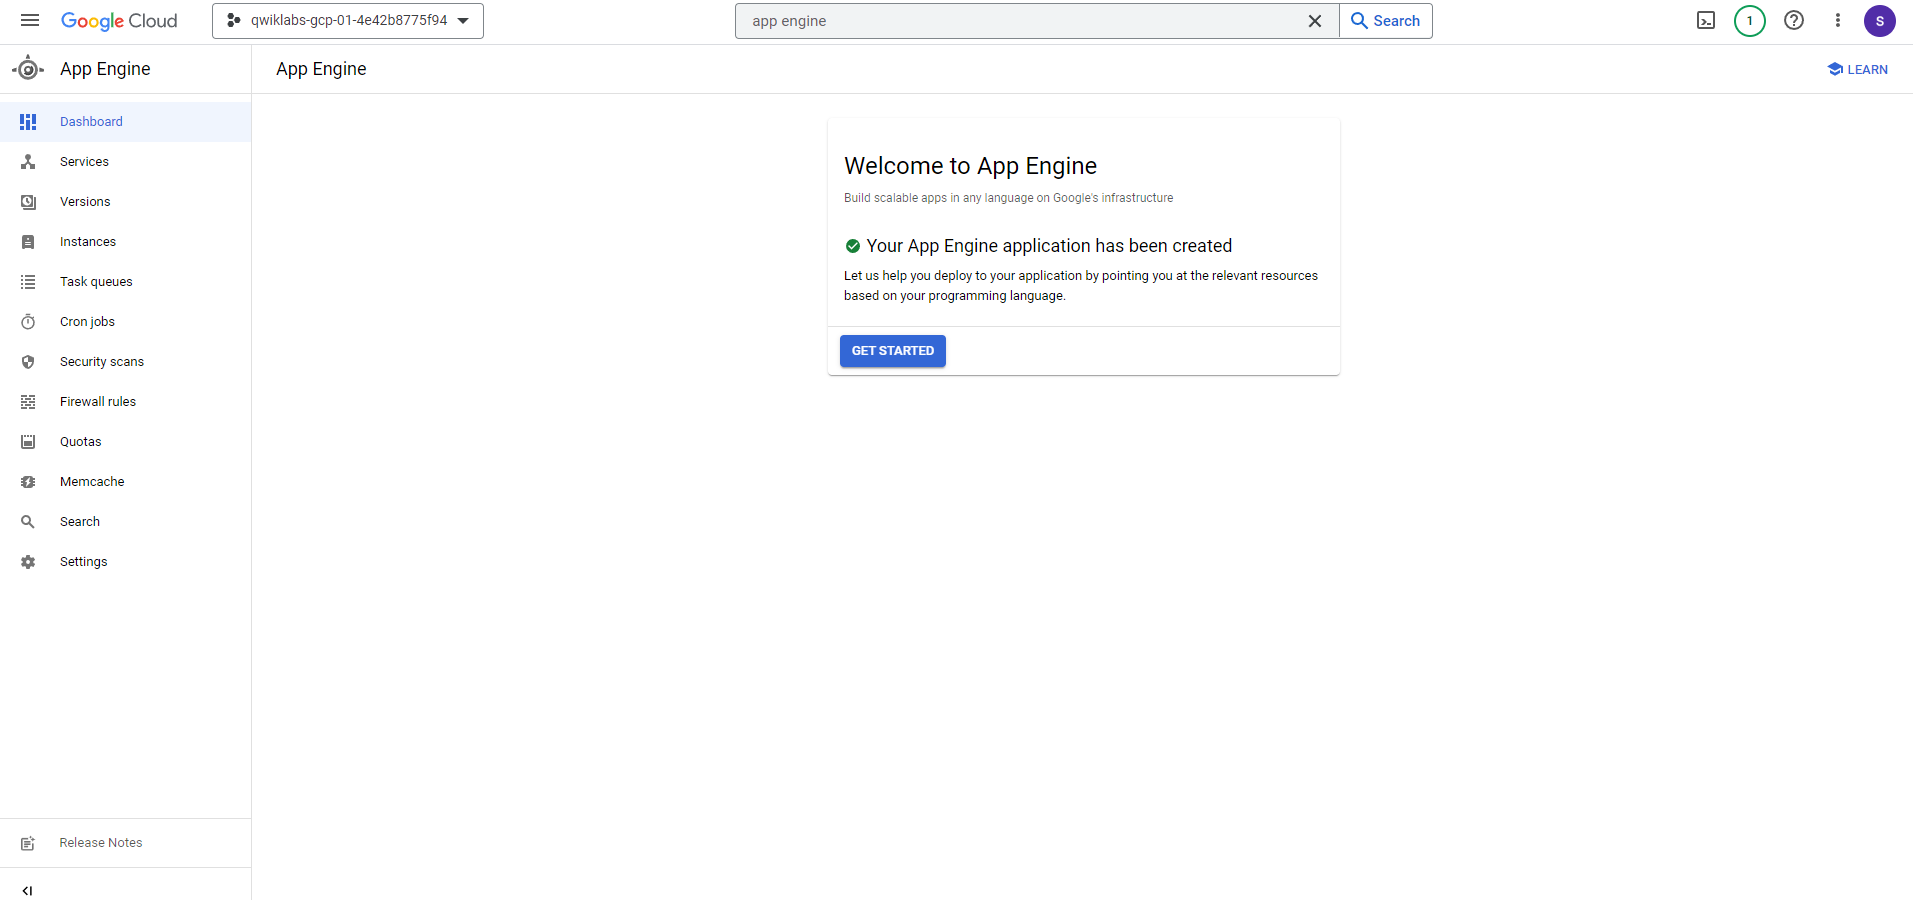 Google Cloud
qwiklabs-gcp-01-4e42b8775f94
app engine
Search
1
S
App Engine
App Engine
LEARN
Dashboard
Services
Versions
Instances
Task queues
Cron jobs
Security scans
Firewall rules
Quotas
Memcache
Search
Settings
Release Notes
Welcome to App Engine
Build scalable apps in any language on Google's infrastructure
Your App Engine application has been created
Let us help you deploy to your application by pointing you at the relevant resources
based on your programming language.
GET STARTED